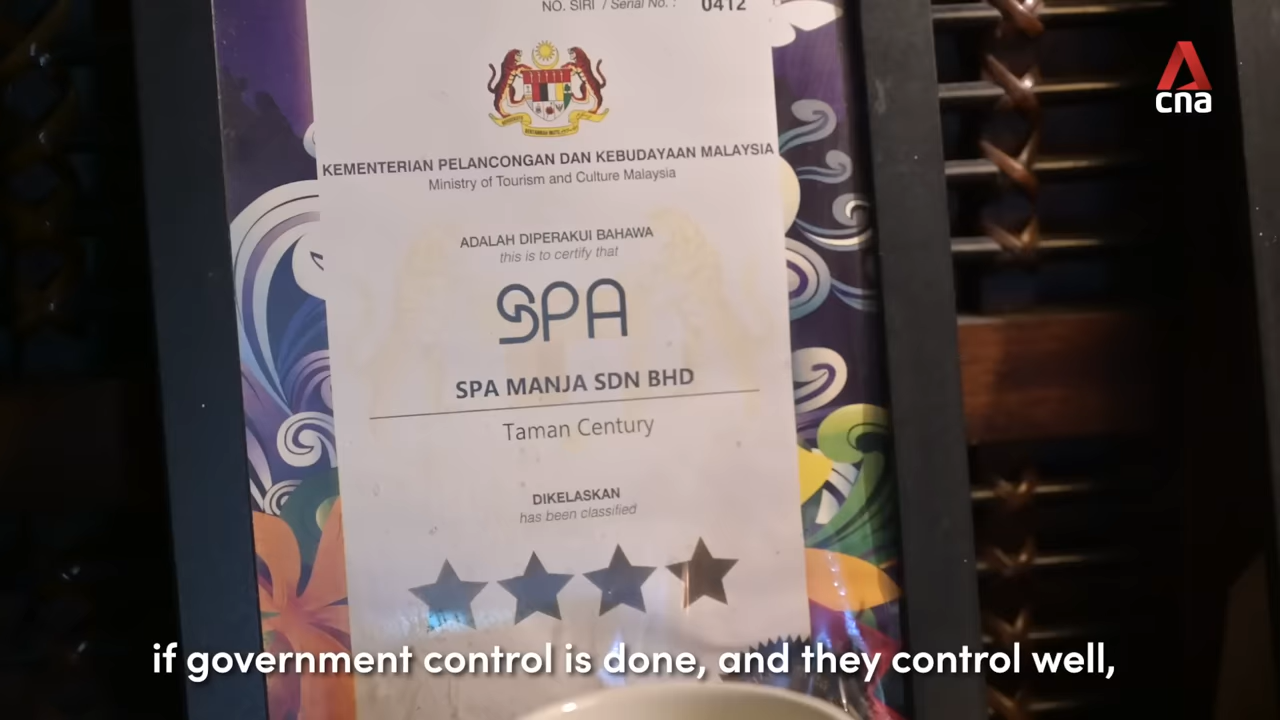 NO. SIRI / Serial No. : 0412
cna
KEMENTERIAN PELANCONGAN DAN KEBUDAYAAN MALAYSIA
Ministry of Tourism and Culture Malaysia
ADALAH DIPERAKUI BAHAWA
this is to certify that
SPA
SPA MANJA SDN BHD
Taman Century
DIKELASKAN
has been classified
if government control is done, and they control well,